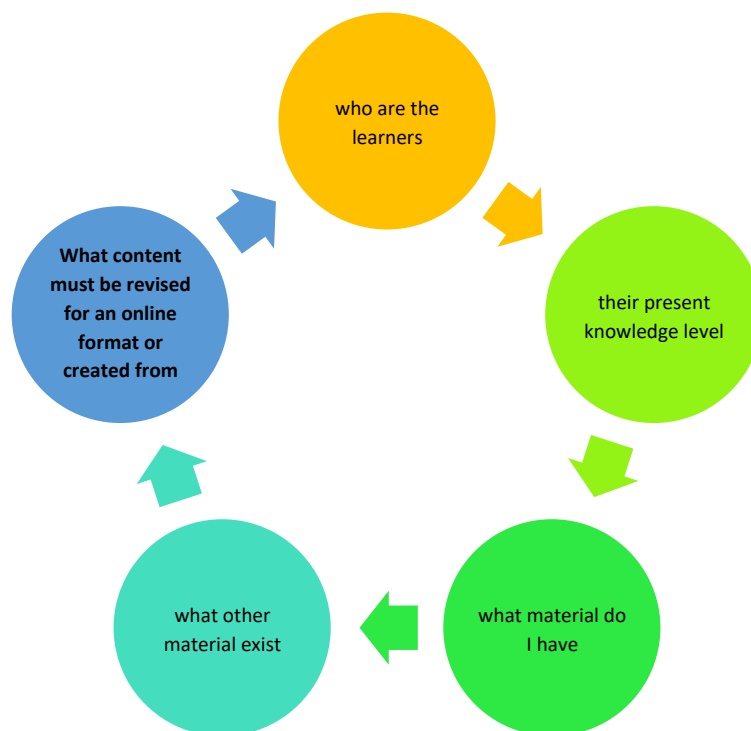 who are the
learners
their present
knowledge level
what material do
I have
what other
material exist
What content
must be revised
for an online
format or
created from